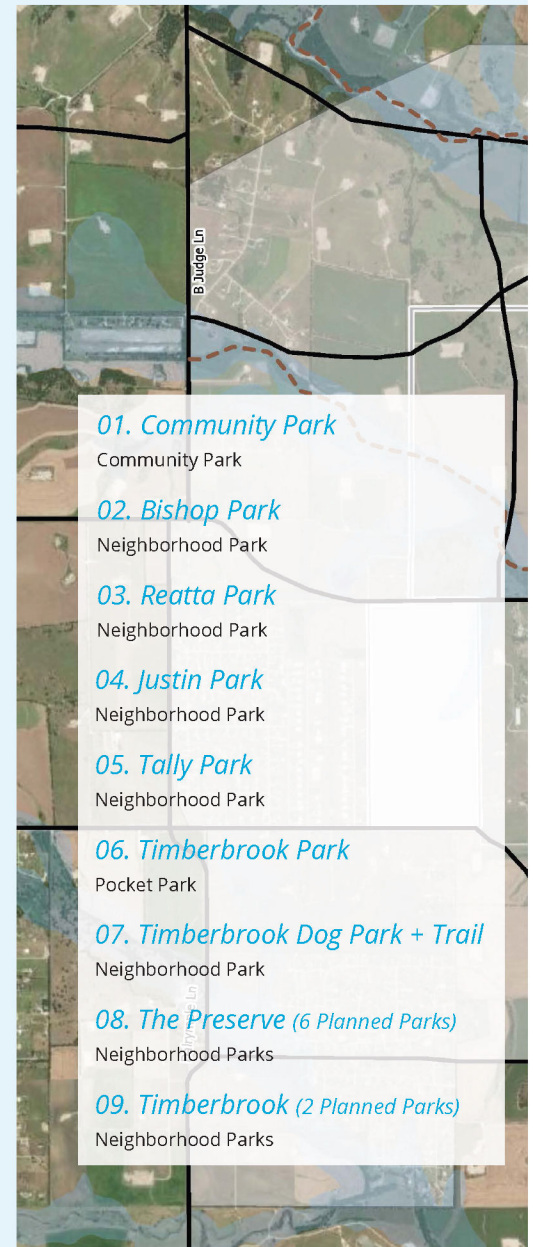 B Judge Ln
01. Community Park
Community Park
02. Bishop Park
Neighborhood Park
03. Reatta Park
Neighborhood Park
04. Justin Park
Neighborhood Park
05. Tally Park
Neighborhood Park
06. Timberbrook Park
Pocket Park
07. Timberbrook Dog Park + Trail
Neighborhood Park
08. The Preserve (6 Planned Parks)
Neighborhood Parks
09. Timberbrook (2 Planned Parks)
Neighborhood Parks